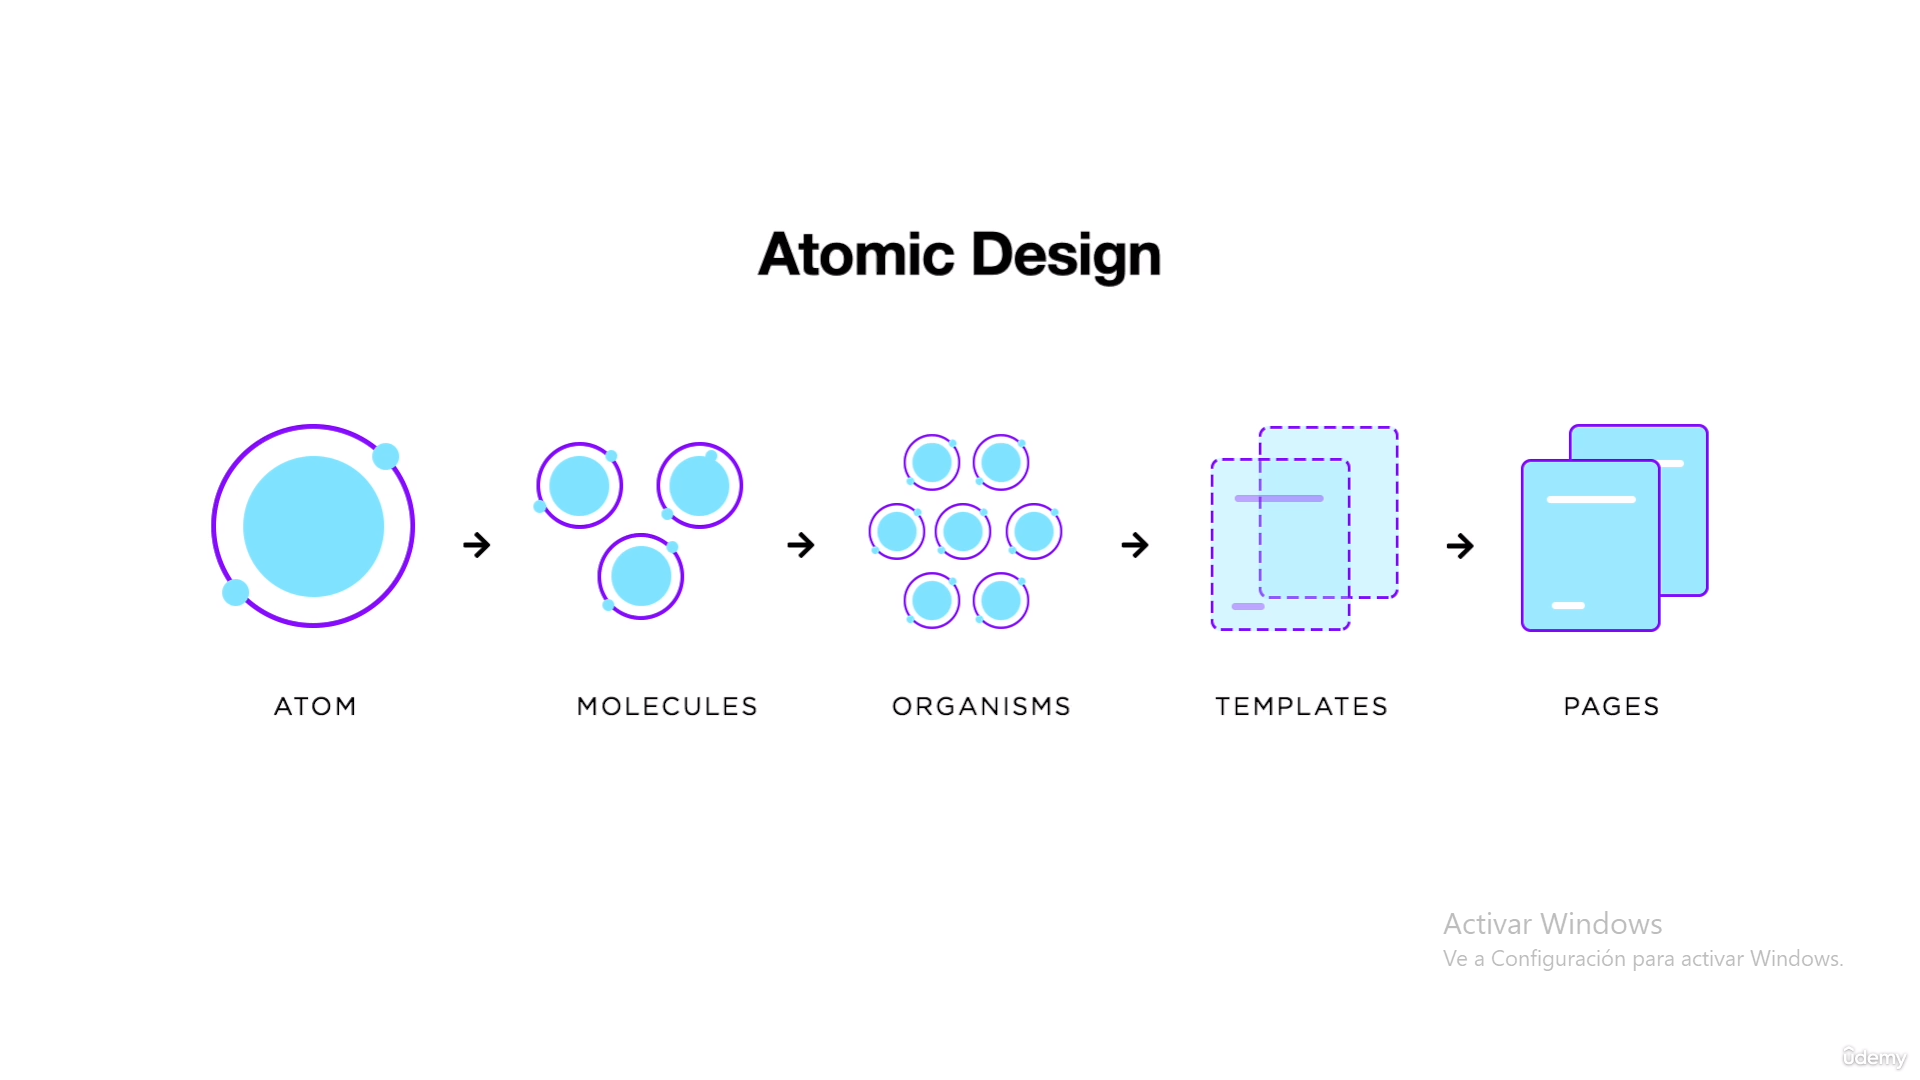 Atomic Design
ATOM
MOLECULES
ORGANISMS
TEMPLATES
PAGES
Activar Windows
Ve a Configuración para activar Windows.
ûdemy